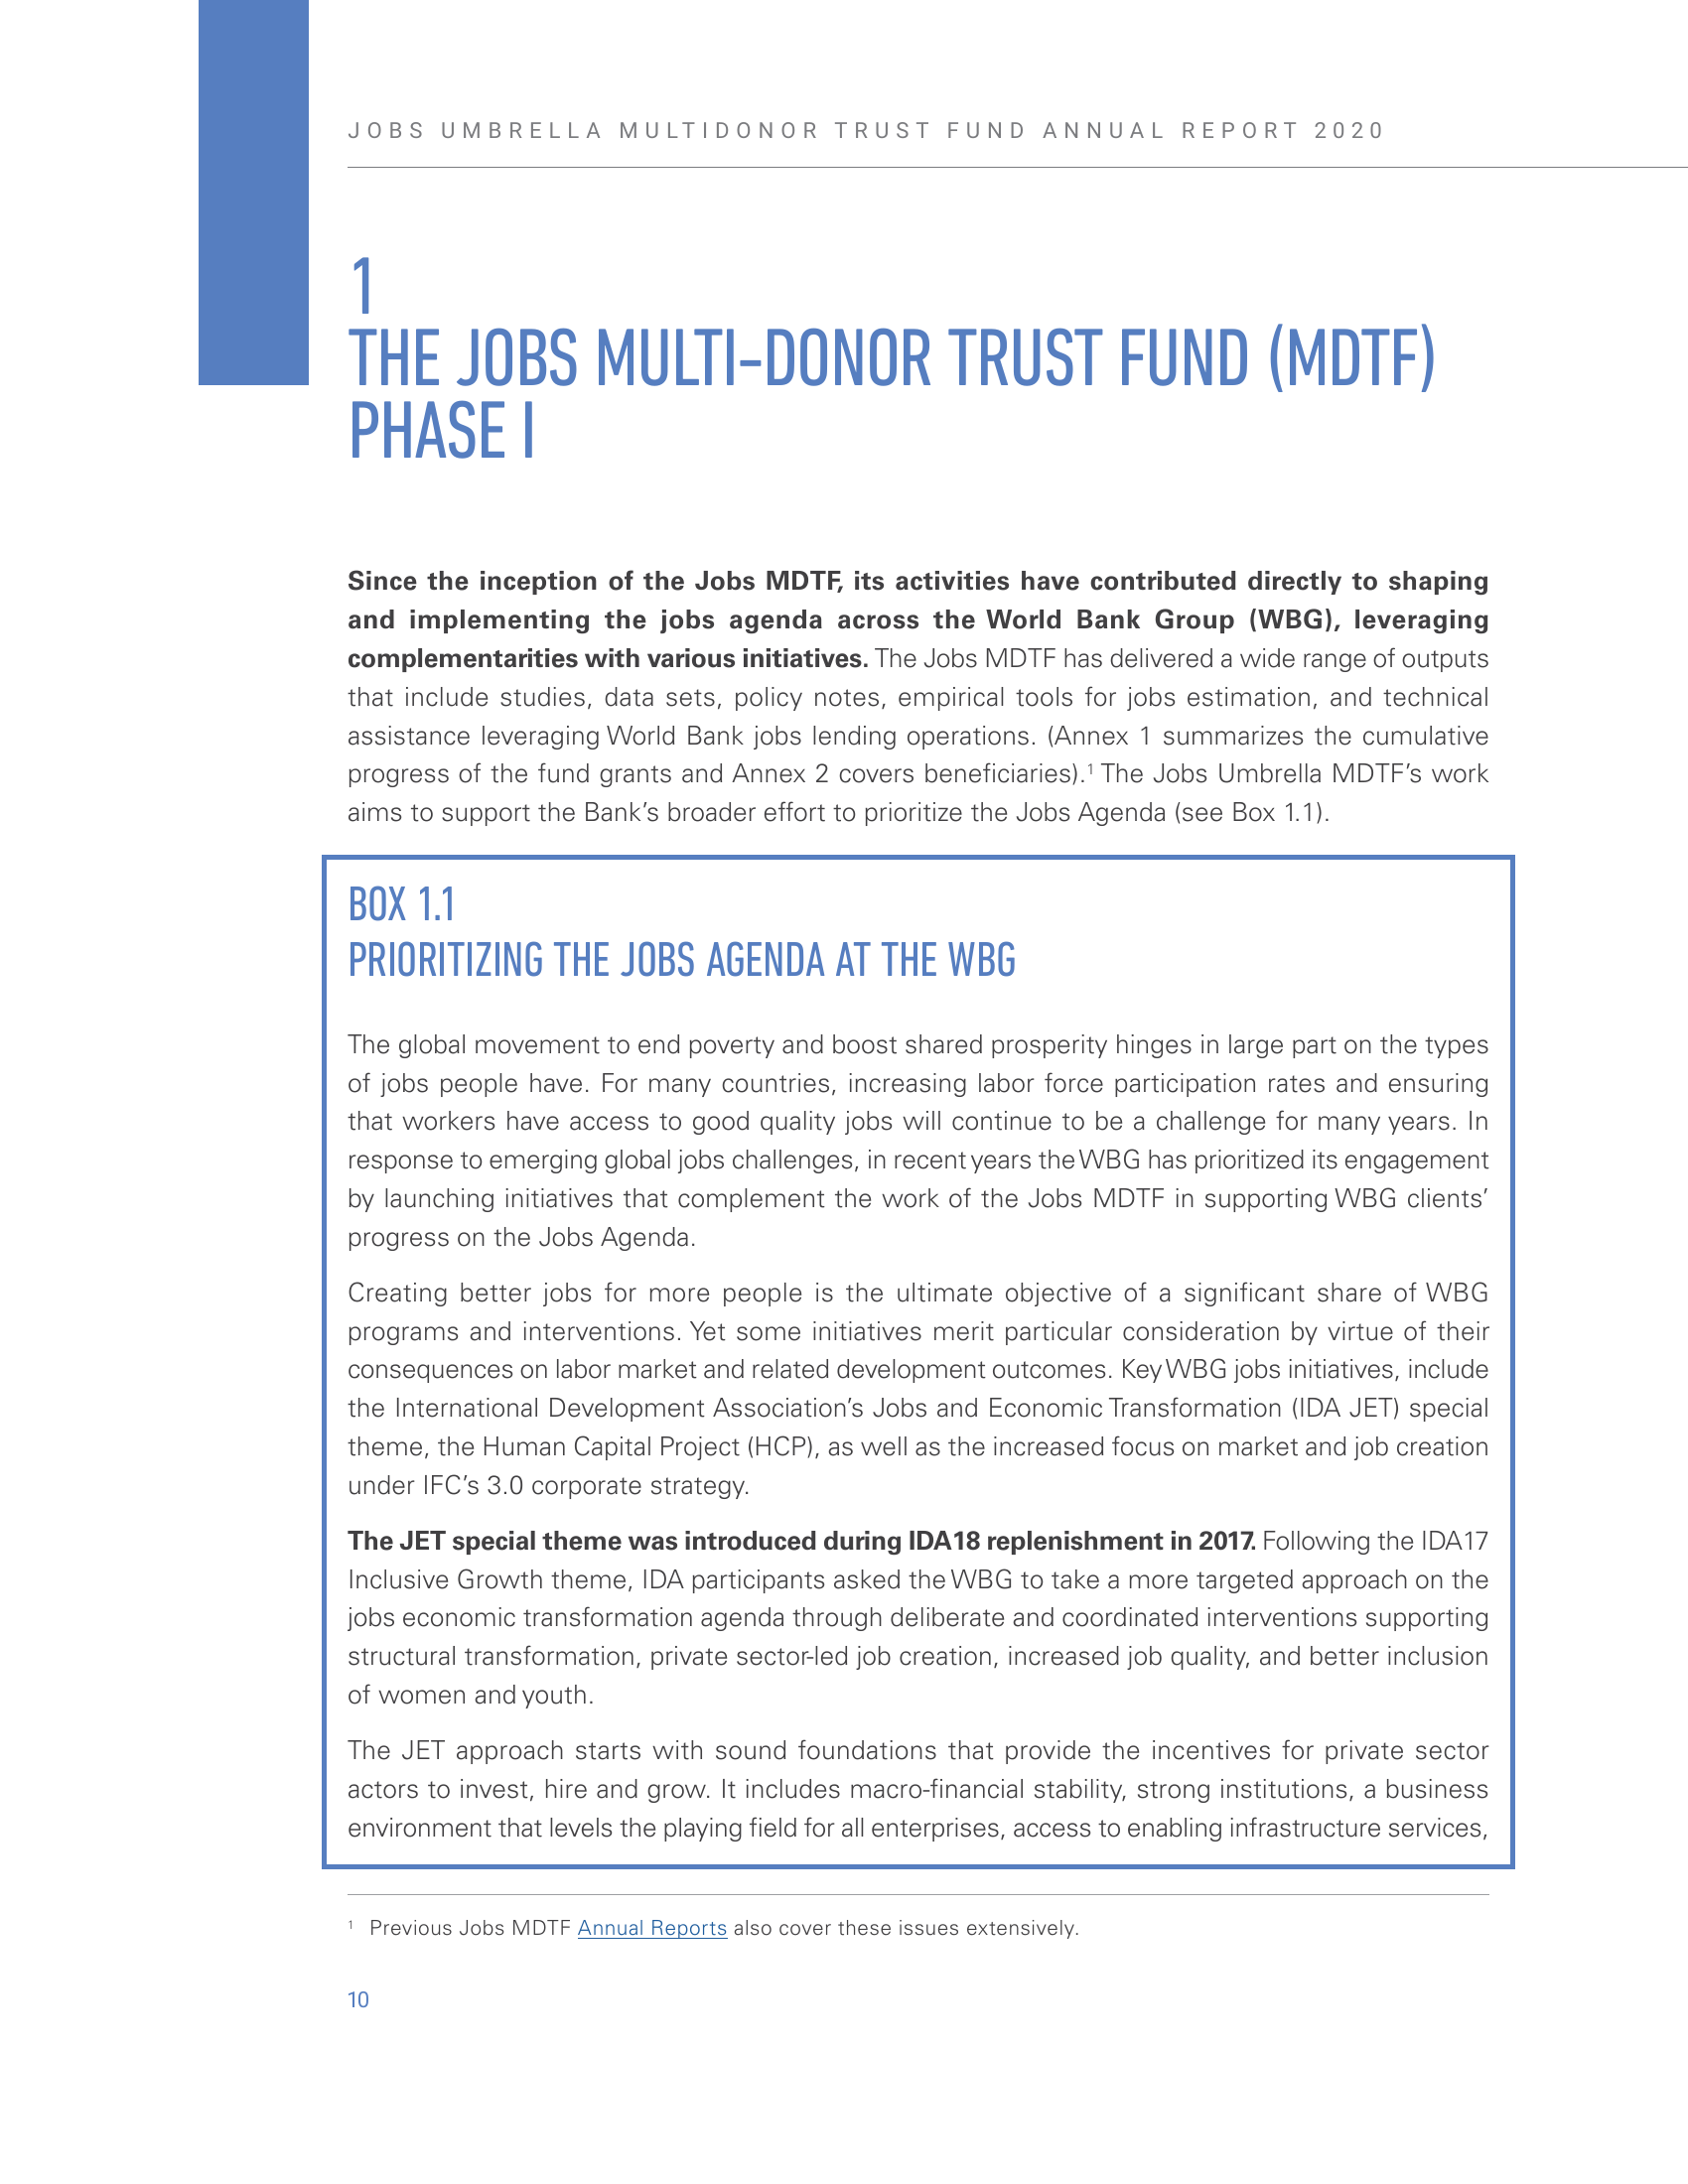 JOBS UMBRELLA MULTIDONOR TRUST FUND ANNUAL REPORT 2020
1
THE JOBS MULTI-DONOR TRUST FUND (MDTF)
PHASE I
Since the inception of the Jobs MDTF, its activities have contributed directly to shaping
and implementing the jobs agenda across the World Bank Group (WBG), leveraging
complementarities with various initiatives. The Jobs MDTF has delivered a wide range of outputs
that include studies, data sets, policy notes, empirical tools for jobs estimation, and technical
assistance leveraging World Bank jobs lending operations. (Annex 1 summarizes the cumulative
progress of the fund grants and Annex 2 covers beneficiaries).¹ The Jobs Umbrella MDTF’s work
aims to support the Bank’s broader effort to prioritize the Jobs Agenda (see Box 1.1).
BOX 1.1
PRIORITIZING THE JOBS AGENDA AT THE WBG
The global movement to end poverty and boost shared prosperity hinges in large part on the types
of jobs people have. For many countries, increasing labor force participation rates and ensuring
that workers have access to good quality jobs will continue to be a challenge for many years. In
response to emerging global jobs challenges, in recent years the WBG has prioritized its engagement
by launching initiatives that complement the work of the Jobs MDTF in supporting WBG clients’
progress on the Jobs Agenda.
Creating better jobs for more people is the ultimate objective of a significant share of WBG
programs and interventions. Yet some initiatives merit particular consideration by virtue of their
consequences on labor market and related development outcomes. Key WBG jobs initiatives, include
the International Development Association’s Jobs and Economic Transformation (IDA JET) special
theme, the Human Capital Project (HCP), as well as the increased focus on market and job creation
under IFC’s 3.0 corporate strategy.
The JET special theme was introduced during IDA18 replenishment in 2017. Following the IDA17
Inclusive Growth theme, IDA participants asked the WBG to take a more targeted approach on the
jobs economic transformation agenda through deliberate and coordinated interventions supporting
structural transformation, private sector-led job creation, increased job quality, and better inclusion
of women and youth.
The JET approach starts with sound foundations that provide the incentives for private sector
actors to invest, hire and grow. It includes macro-financial stability, strong institutions, a business
environment that levels the playing field for all enterprises, access to enabling infrastructure services,
¹ Previous Jobs MDTF Annual Reports also cover these issues extensively.
10